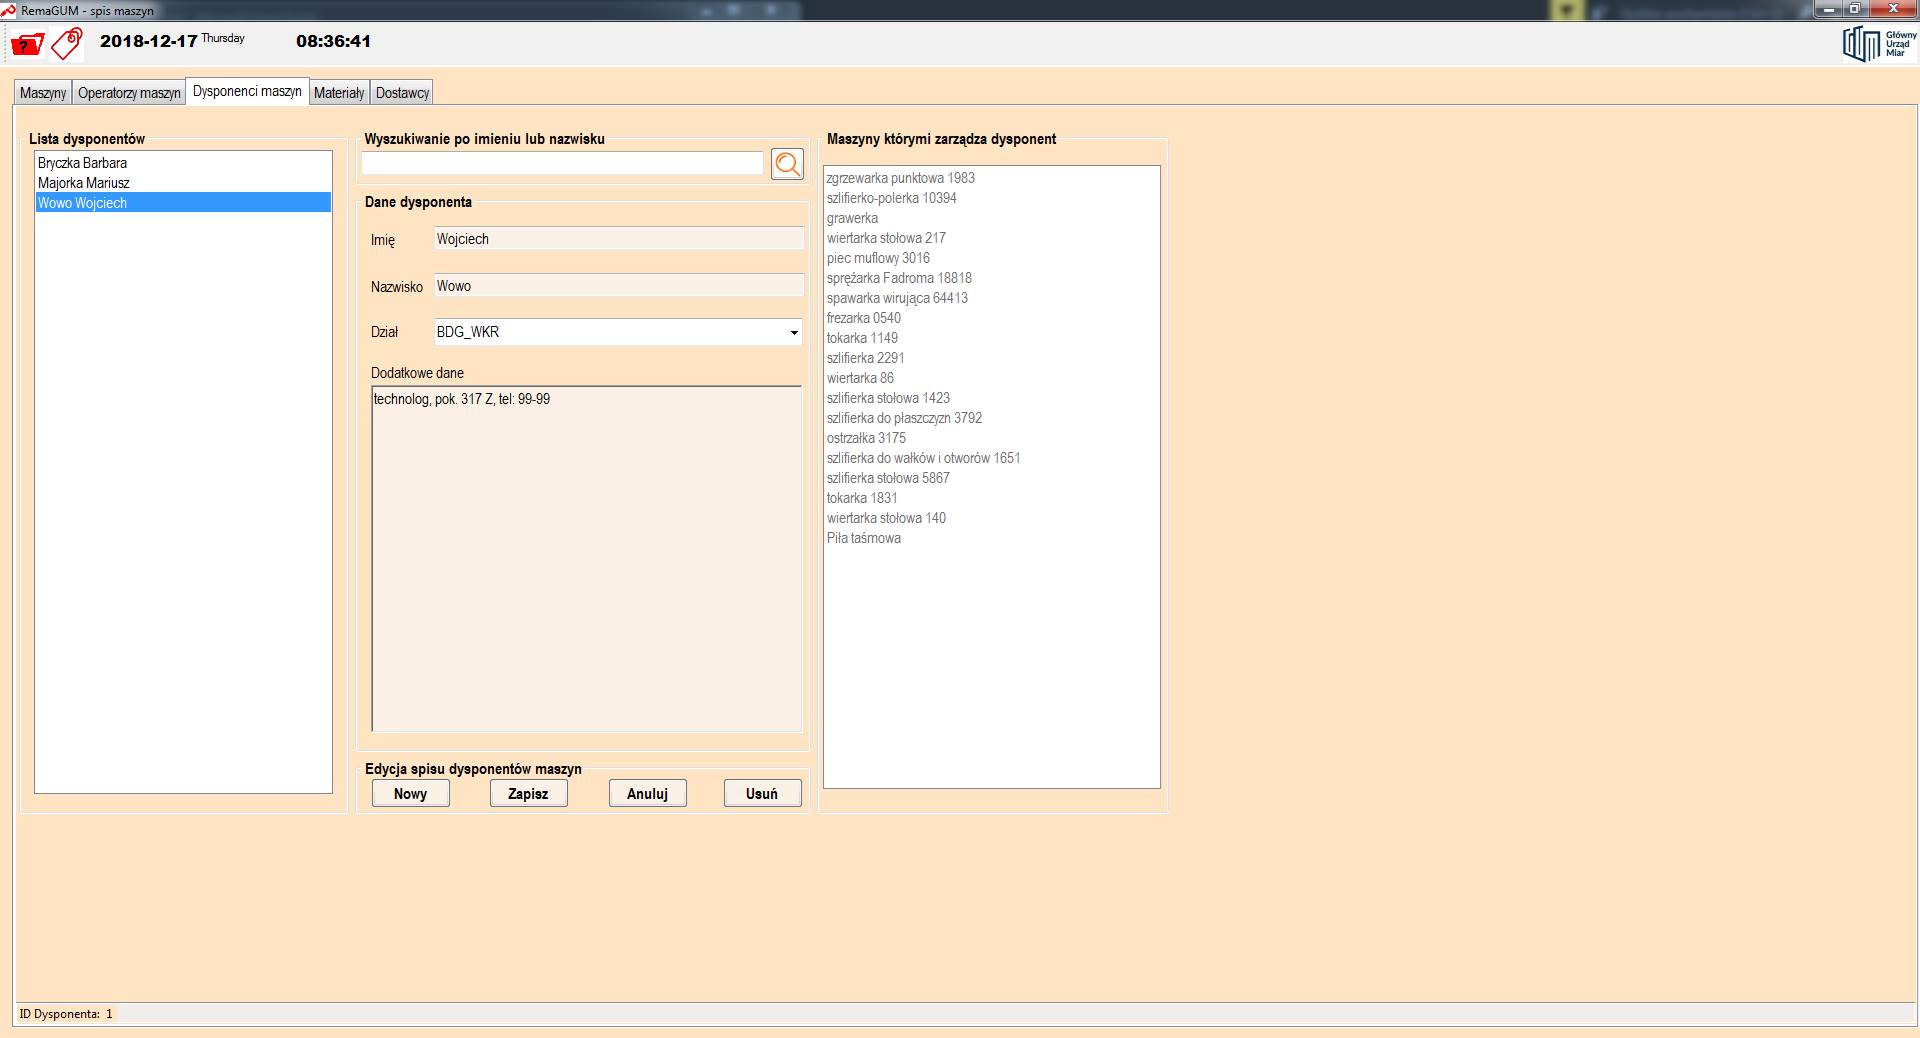 RemaGUM - spis maszyn
2018-12-17 Thursday 08:36:41
Główny
Urząd
Miar
Maszyny Operatorzy maszyn Dysponenci maszyn Materiały Dostawcy
Lista dysponentów
Bryczka Barbara
Majorka Mariusz
Wowo Wojciech
Wyszukiwanie po imieniu lub nazwisku
Dane dysponenta
Imię Wojciech
Nazwisko Wowo
Dział BDG_WKR
Dodatkowe dane
technolog, pok. 317 Z, tel: 99-99
Edycja spisu dysponentów maszyn
Nowy Zapisz Anuluj Usuń
Maszyny którymi zarządza dysponent
zgrzewarka punktowa 1983
szlifierko-polerka 10394
grawerka
wiertarka stołowa 217
piec muflowy 3016
sprężarka Fadroma 18818
spawarka wirująca 64413
frezarka 0540
tokarka 1149
szlifierka 2291
wiertarka 86
szlifierka stołowa 1423
szlifierka do płaszczyzn 3792
ostrzałka 3175
szlifierka do wałków i otworów 1651
szlifierka stołowa 5867
tokarka 1831
wiertarka stołowa 140
Piła taśmowa
ID Dysponenta: 1